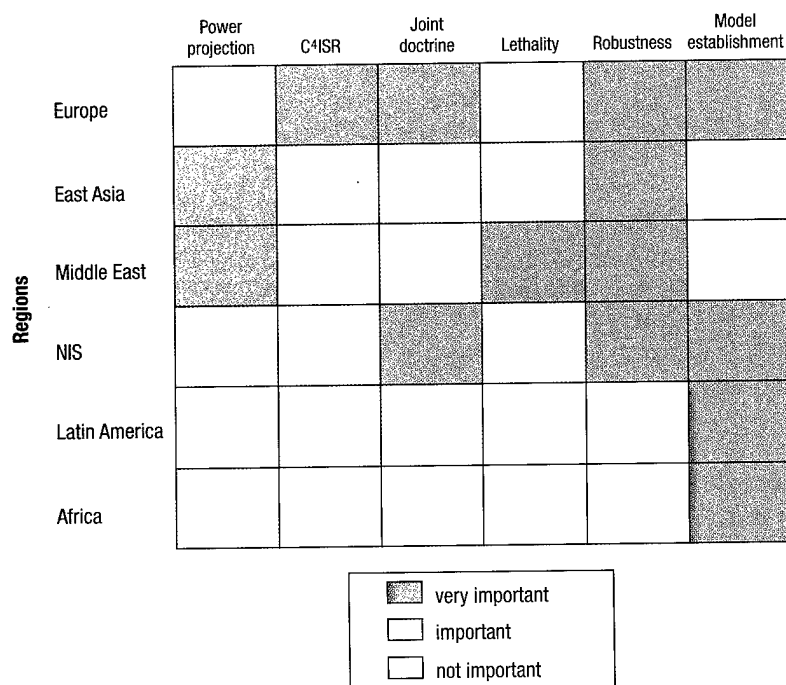 Power projection
C⁴ISR
Joint doctrine
Lethality
Robustness
Model establishment
Regions
Europe
East Asia
Middle East
NIS
Latin America
Africa
very important
important
not important